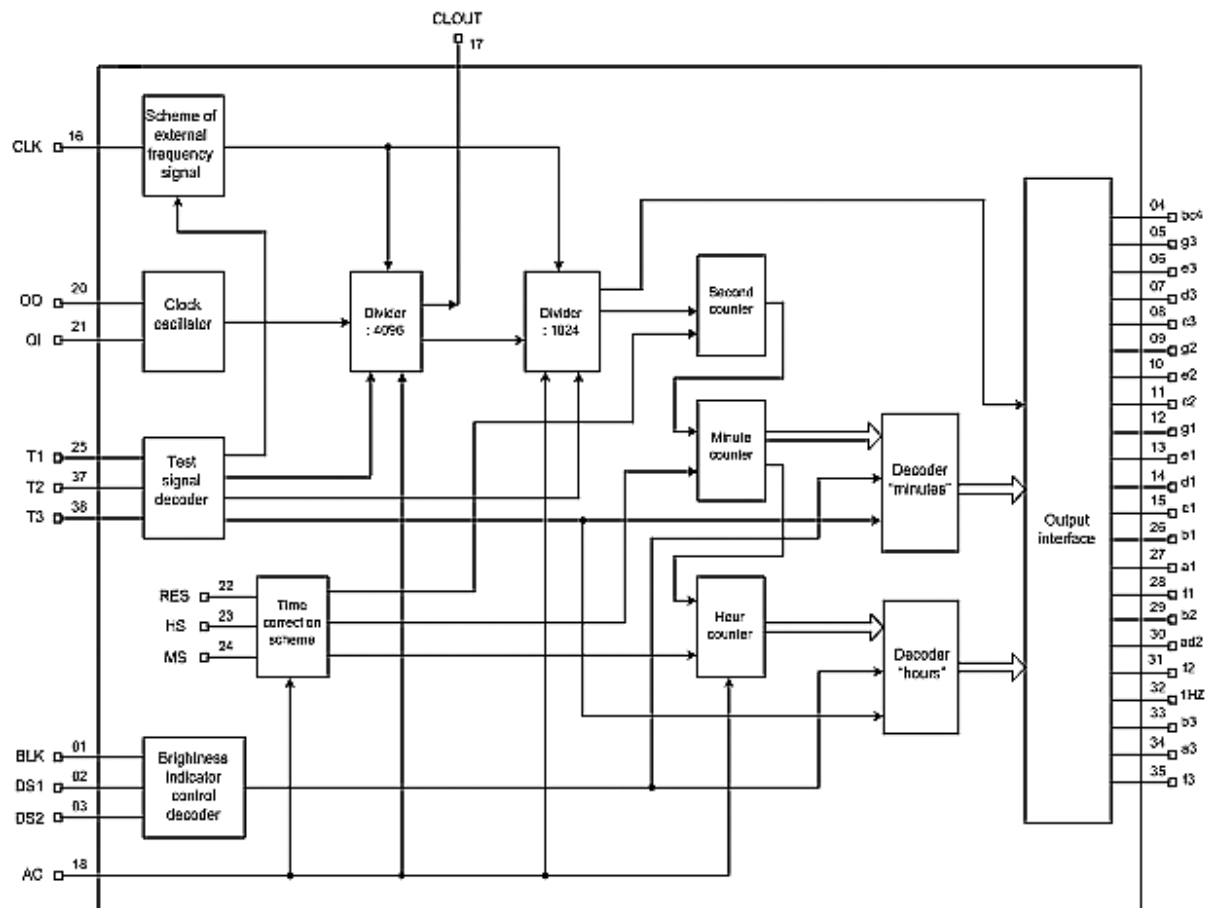 CLOUT
17
CLK
16
Scheme of
external
frequency
signal
OO
20
OI
21
Clock
oscillator
Divider
: 4096
Divider
: 1024
Second
counter
T1
25
T2
37
T3
38
Test
signal
decoder
Minute
counter
Decoder
"minutes"
RES
22
HS
23
MS
24
Time
correction
scheme
Hour
counter
Decoder
"hours"
BLK
01
DS1
02
DS2
03
Brighiness
indicator
control
decoder
AC
18
Output
interface
04
bc4
05
g3
06
e3
07
d3
08
c3
09
g2
10
e2
11
c2
12
g1
13
e1
14
d1
15
c1
26
b1
27
a1
28
f1
29
b2
30
ad2
31
f2
32
1HZ
33
b3
34
a3
35
f3